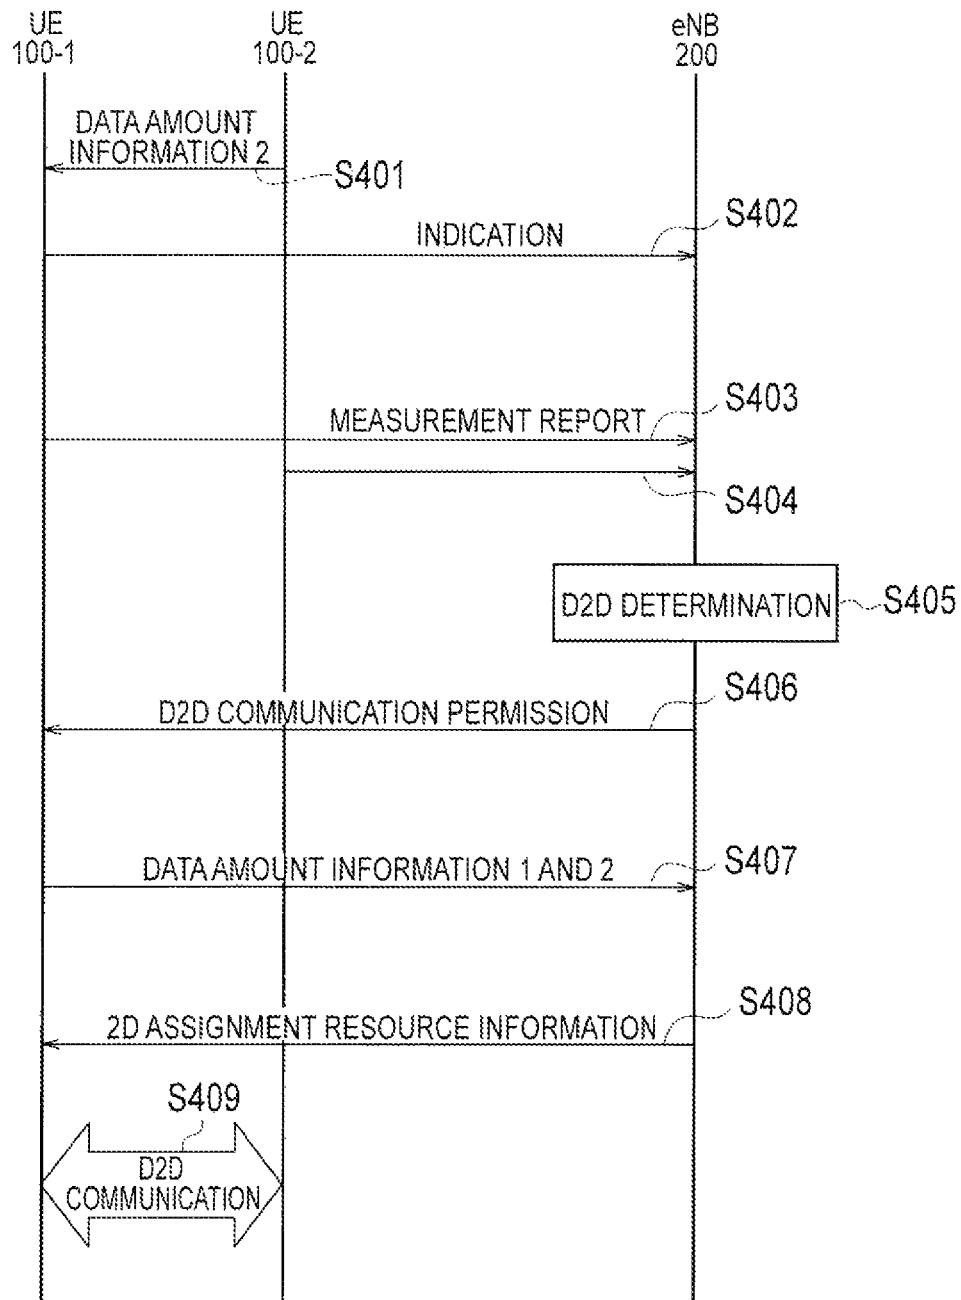 UE
100-1
UE
100-2
eNB
200
DATA AMOUNT
INFORMATION 2
S401
S402
INDICATION
S403
MEASUREMENT REPORT
S404
D2D DETERMINATION
S405
S406
D2D COMMUNICATION PERMISSION
S407
DATA AMOUNT INFORMATION 1 AND 2
S408
2D ASSIGNMENT RESOURCE INFORMATION
S409
D2D
COMMUNICATION